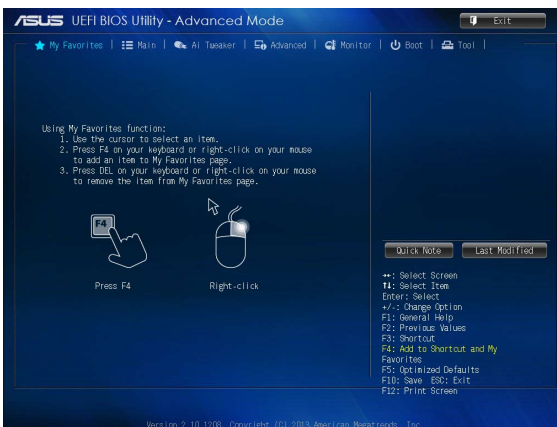 ASUS UEFI BIOS Utility - Advanced Mode
Exit
My Favorites | Main | Ai Tweaker | Advanced | Monitor | Boot | Tool |
Using My Favorites function:
1. Use the cursor to select an item.
2. Press F4 on your keyboard or right-click on your mouse
to add an item to My Favorites page.
3. Press DEL on your keyboard or right-click on your mouse
to remove the item from My Favorites page.
F4
Press F4
Right-click
Quick Note
Last Modified
→←: Select Screen
↑↓: Select Item
Enter: Select
+/-: Change Option
F1: General Help
F2: Previous Values
F3: Shortcut
F4: Add to Shortcut and My
Favorites
F5: Optimized Defaults
F10: Save ESC: Exit
F12: Print Screen
Version 2.10.1208. Copyright (C) 2013 American Megatrends, Inc.